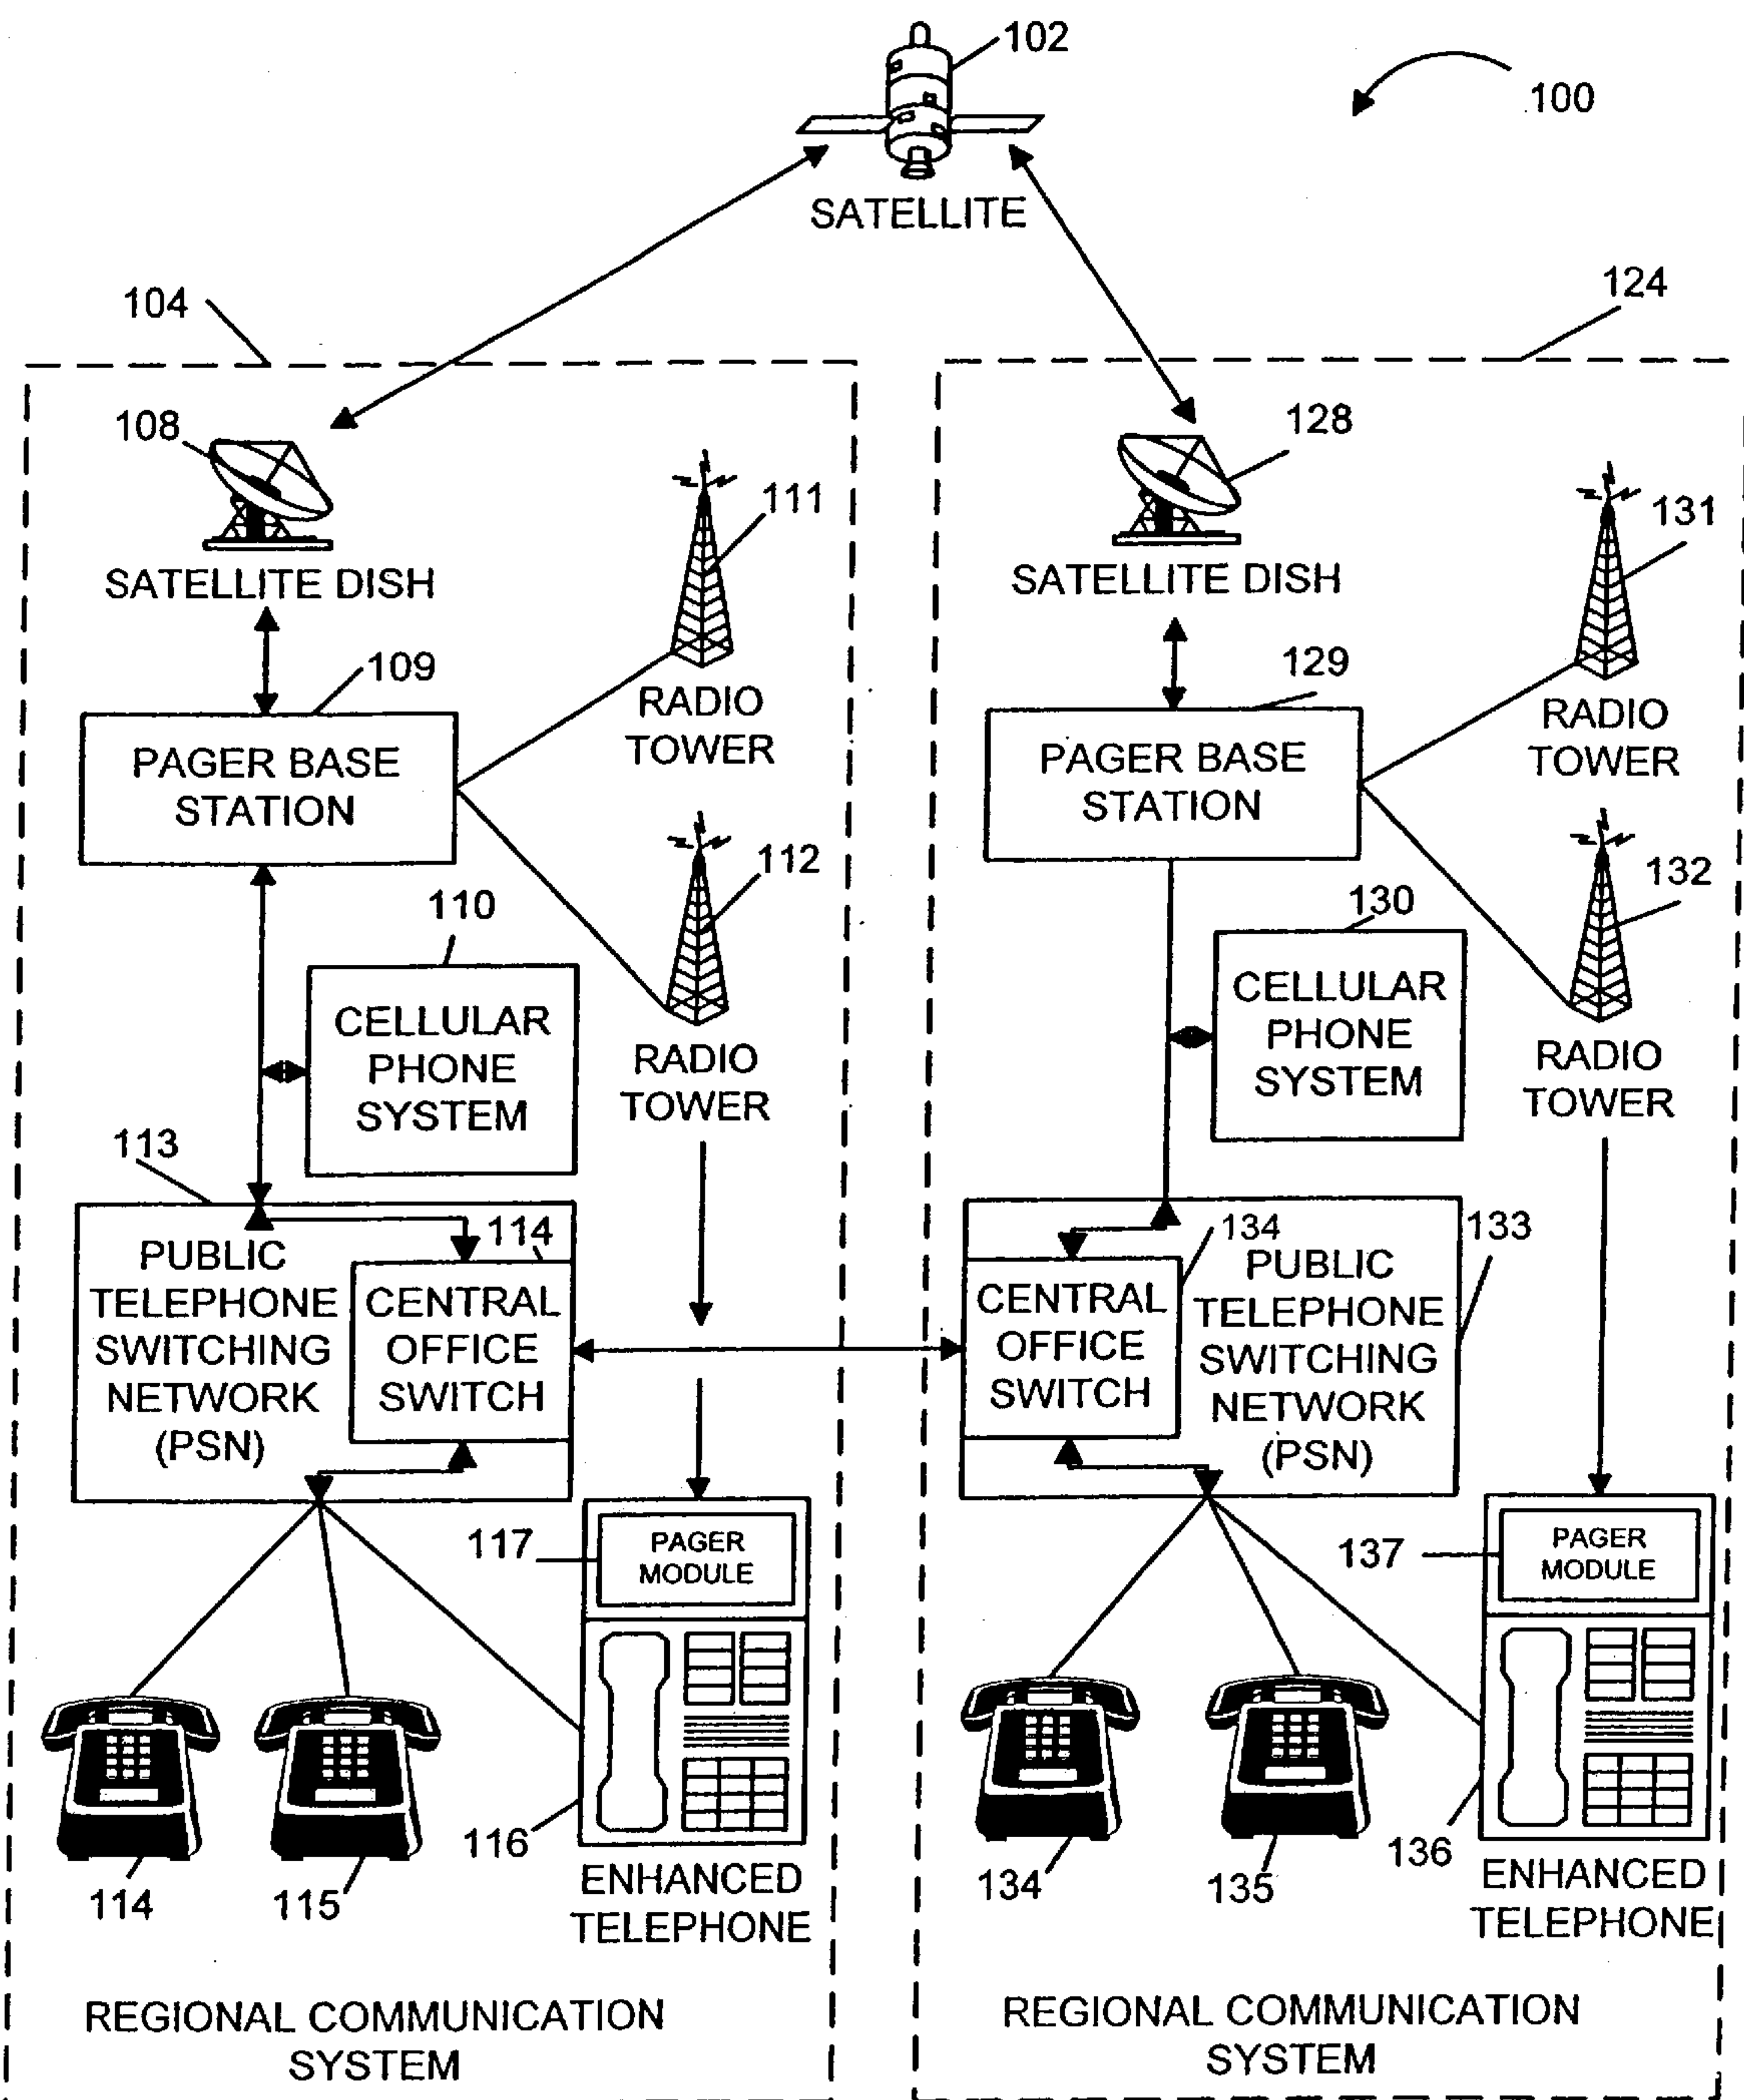 102
100
SATELLITE
104
124
108
111
SATELLITE DISH
109
RADIO
TOWER
PAGER BASE
STATION
112
110
CELLULAR
PHONE
SYSTEM
RADIO
TOWER
113
114
PUBLIC
TELEPHONE
SWITCHING
NETWORK
(PSN)
CENTRAL
OFFICE
SWITCH
117
PAGER
MODULE
116
114
115
ENHANCED
TELEPHONE
REGIONAL COMMUNICATION
SYSTEM
128
131
SATELLITE DISH
129
RADIO
TOWER
PAGER BASE
STATION
132
130
CELLULAR
PHONE
SYSTEM
RADIO
TOWER
134
133
CENTRAL
OFFICE
SWITCH
PUBLIC
TELEPHONE
SWITCHING
NETWORK
(PSN)
137
PAGER
MODULE
136
134
135
ENHANCED
TELEPHONE
REGIONAL COMMUNICATION
SYSTEM